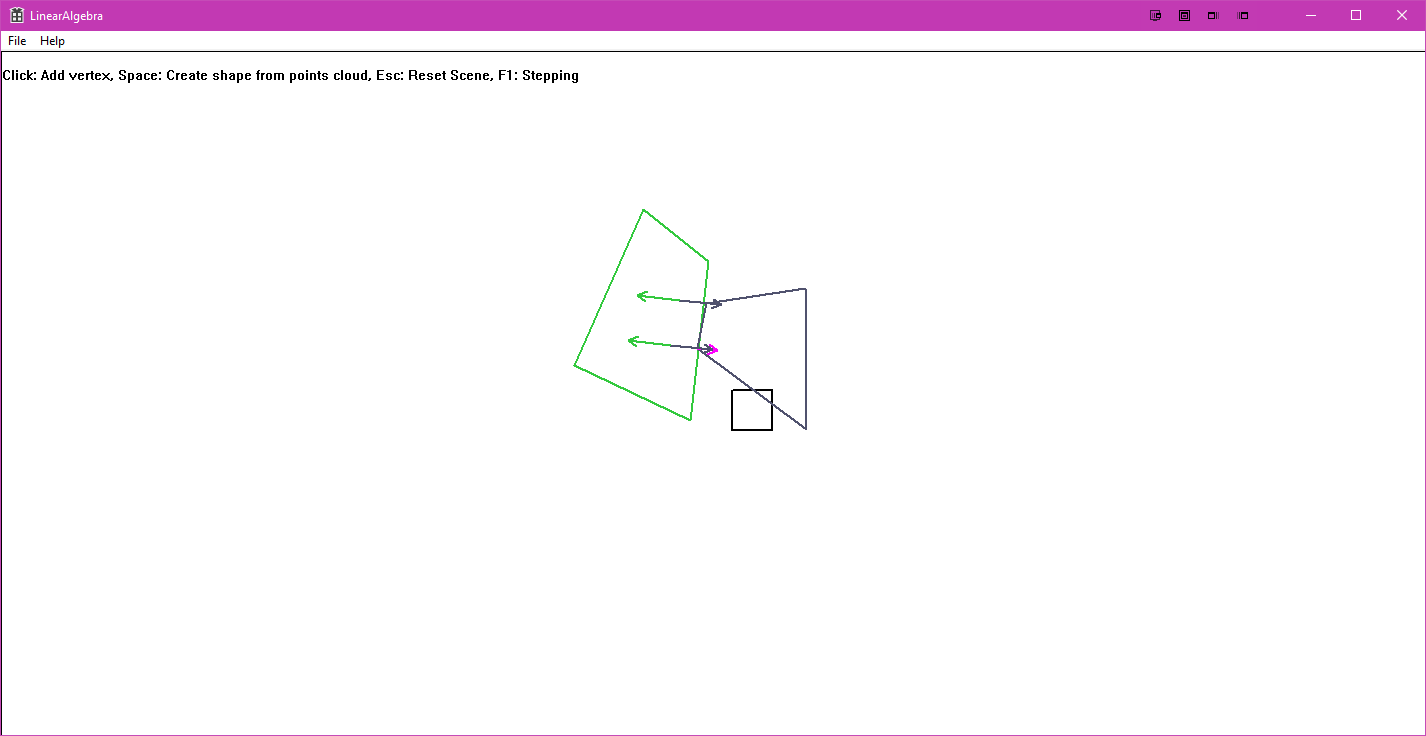 LinearAlgebra
File Help
Click: Add vertex, Space: Create shape from points cloud, Esc: Reset Scene, F1: Stepping